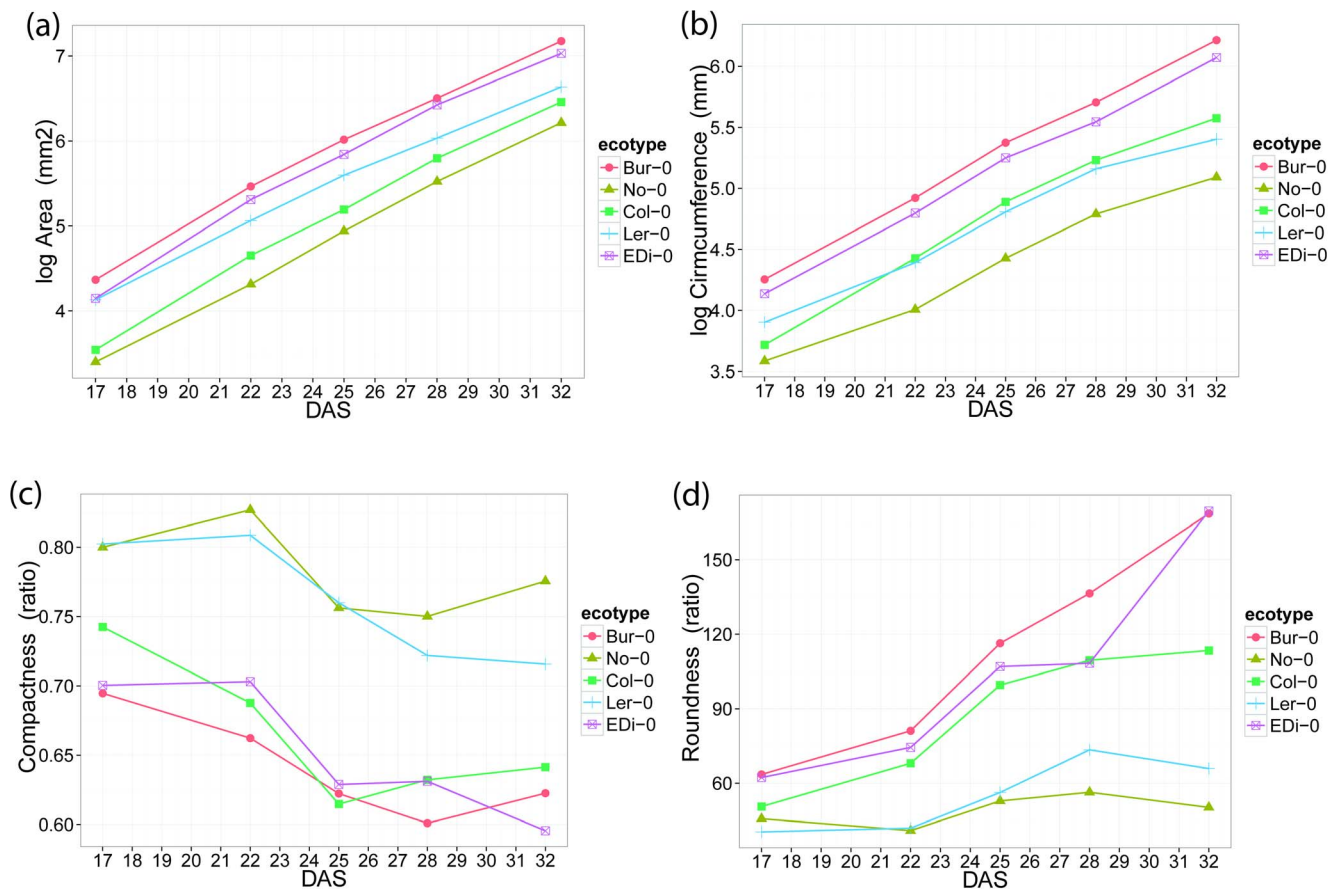 (a)
log Area (mm2)
7
6
5
4
17 18 19 20 21 22 23 24 25 26 27 28 29 30 31 32
DAS
ecotype
Bur−0
No−0
Col−0
Ler−0
EDi−0
(b)
log Cirmcumference (mm)
6.0
5.5
5.0
4.5
4.0
3.5
17 18 19 20 21 22 23 24 25 26 27 28 29 30 31 32
DAS
ecotype
Bur−0
No−0
Col−0
Ler−0
EDi−0
(c)
Compactness (ratio)
0.80
0.75
0.70
0.65
0.60
17 18 19 20 21 22 23 24 25 26 27 28 29 30 31 32
DAS
ecotype
Bur−0
No−0
Col−0
Ler−0
EDi−0
(d)
Roundness (ratio)
150
120
90
60
17 18 19 20 21 22 23 24 25 26 27 28 29 30 31 32
DAS
ecotype
Bur−0
No−0
Col−0
Ler−0
EDi−0